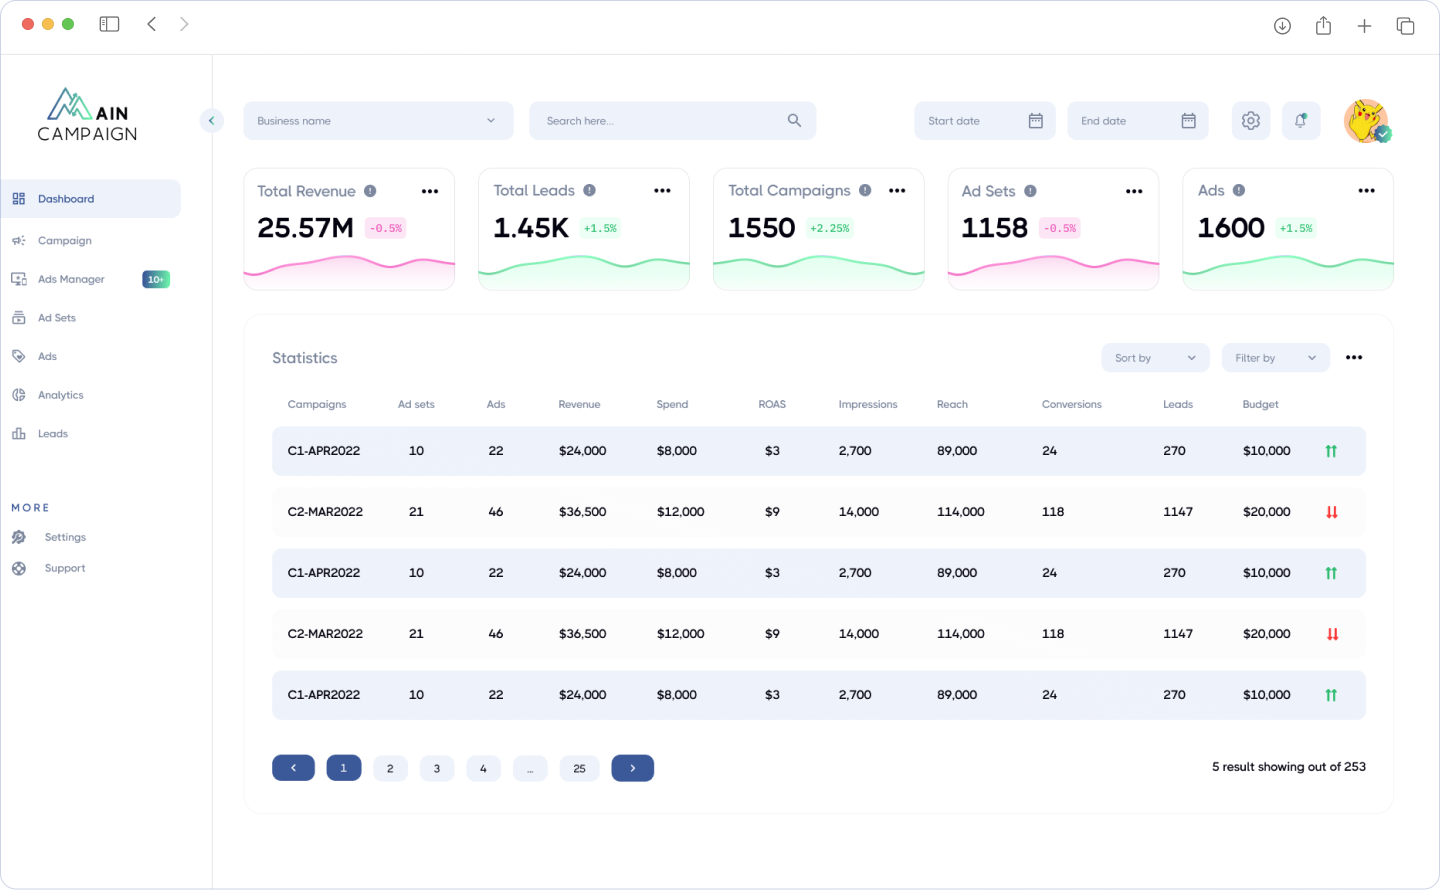 AIN
CAMPAIGN
Business name
Search here...
Start date
End date
Dashboard
Campaign
Ads Manager 10+
Ad Sets
Ads
Analytics
Leads
MORE
Settings
Support
Total Revenue
25.57M -0.5%
Total Leads
1.45K +1.5%
Total Campaigns
1550 +2.25%
Ad Sets
1158 -0.5%
Ads
1600 +1.5%
Statistics
Sort by
Filter by
Campaigns Ad sets Ads Revenue Spend ROAS Impressions Reach Conversions Leads Budget
C1-APR2022 10 22 $24,000 $8,000 $3 2,700 89,000 24 270 $10,000
C2-MAR2022 21 46 $36,500 $12,000 $9 14,000 114,000 118 1147 $20,000
C1-APR2022 10 22 $24,000 $8,000 $3 2,700 89,000 24 270 $10,000
C2-MAR2022 21 46 $36,500 $12,000 $9 14,000 114,000 118 1147 $20,000
C1-APR2022 10 22 $24,000 $8,000 $3 2,700 89,000 24 270 $10,000
1 2 3 4 ... 25
5 result showing out of 253